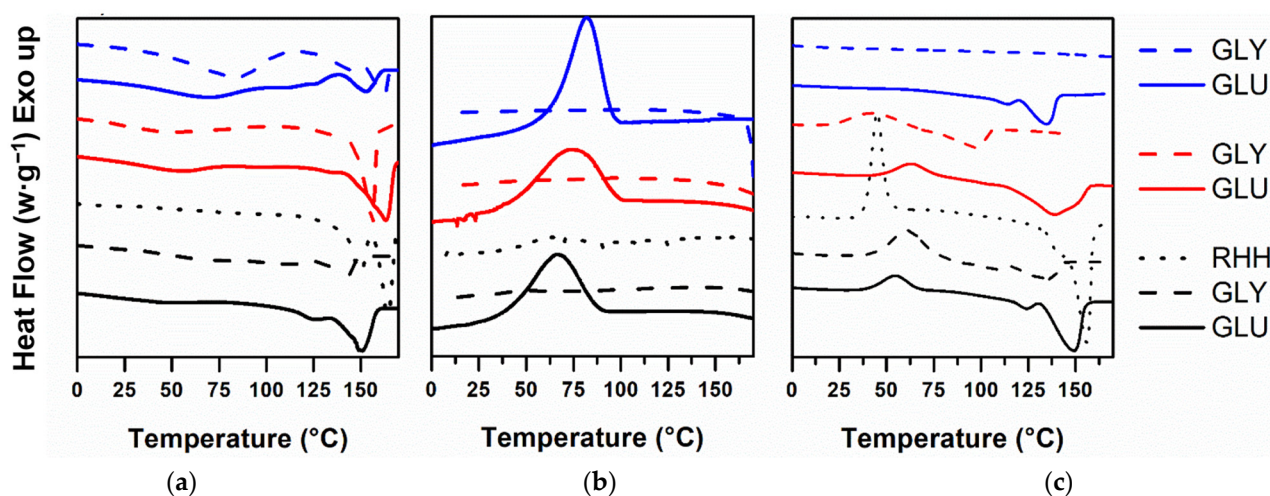 Heat Flow (w·g⁻¹) Exo up
0 25 50 75 100 125 150
Temperature (°C)
(a)
0 25 50 75 100 125 150
Temperature (°C)
(b)
0 25 50 75 100 125 150
Temperature (°C)
(c)
GLY
GLU
GLY
GLU
RHH
GLY
GLU